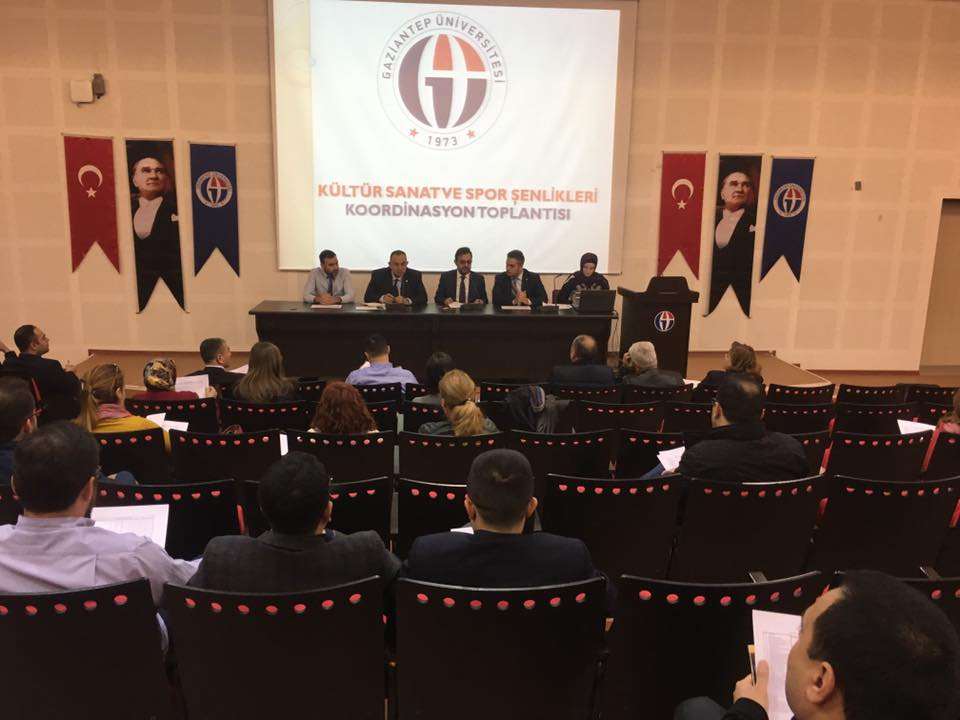 GAZİANTEP ÜNİVERSİTESİ
1973
KÜLTÜR SANAT VE SPOR ŞENLİKLERİ
KOORDİNASYON TOPLANTISI